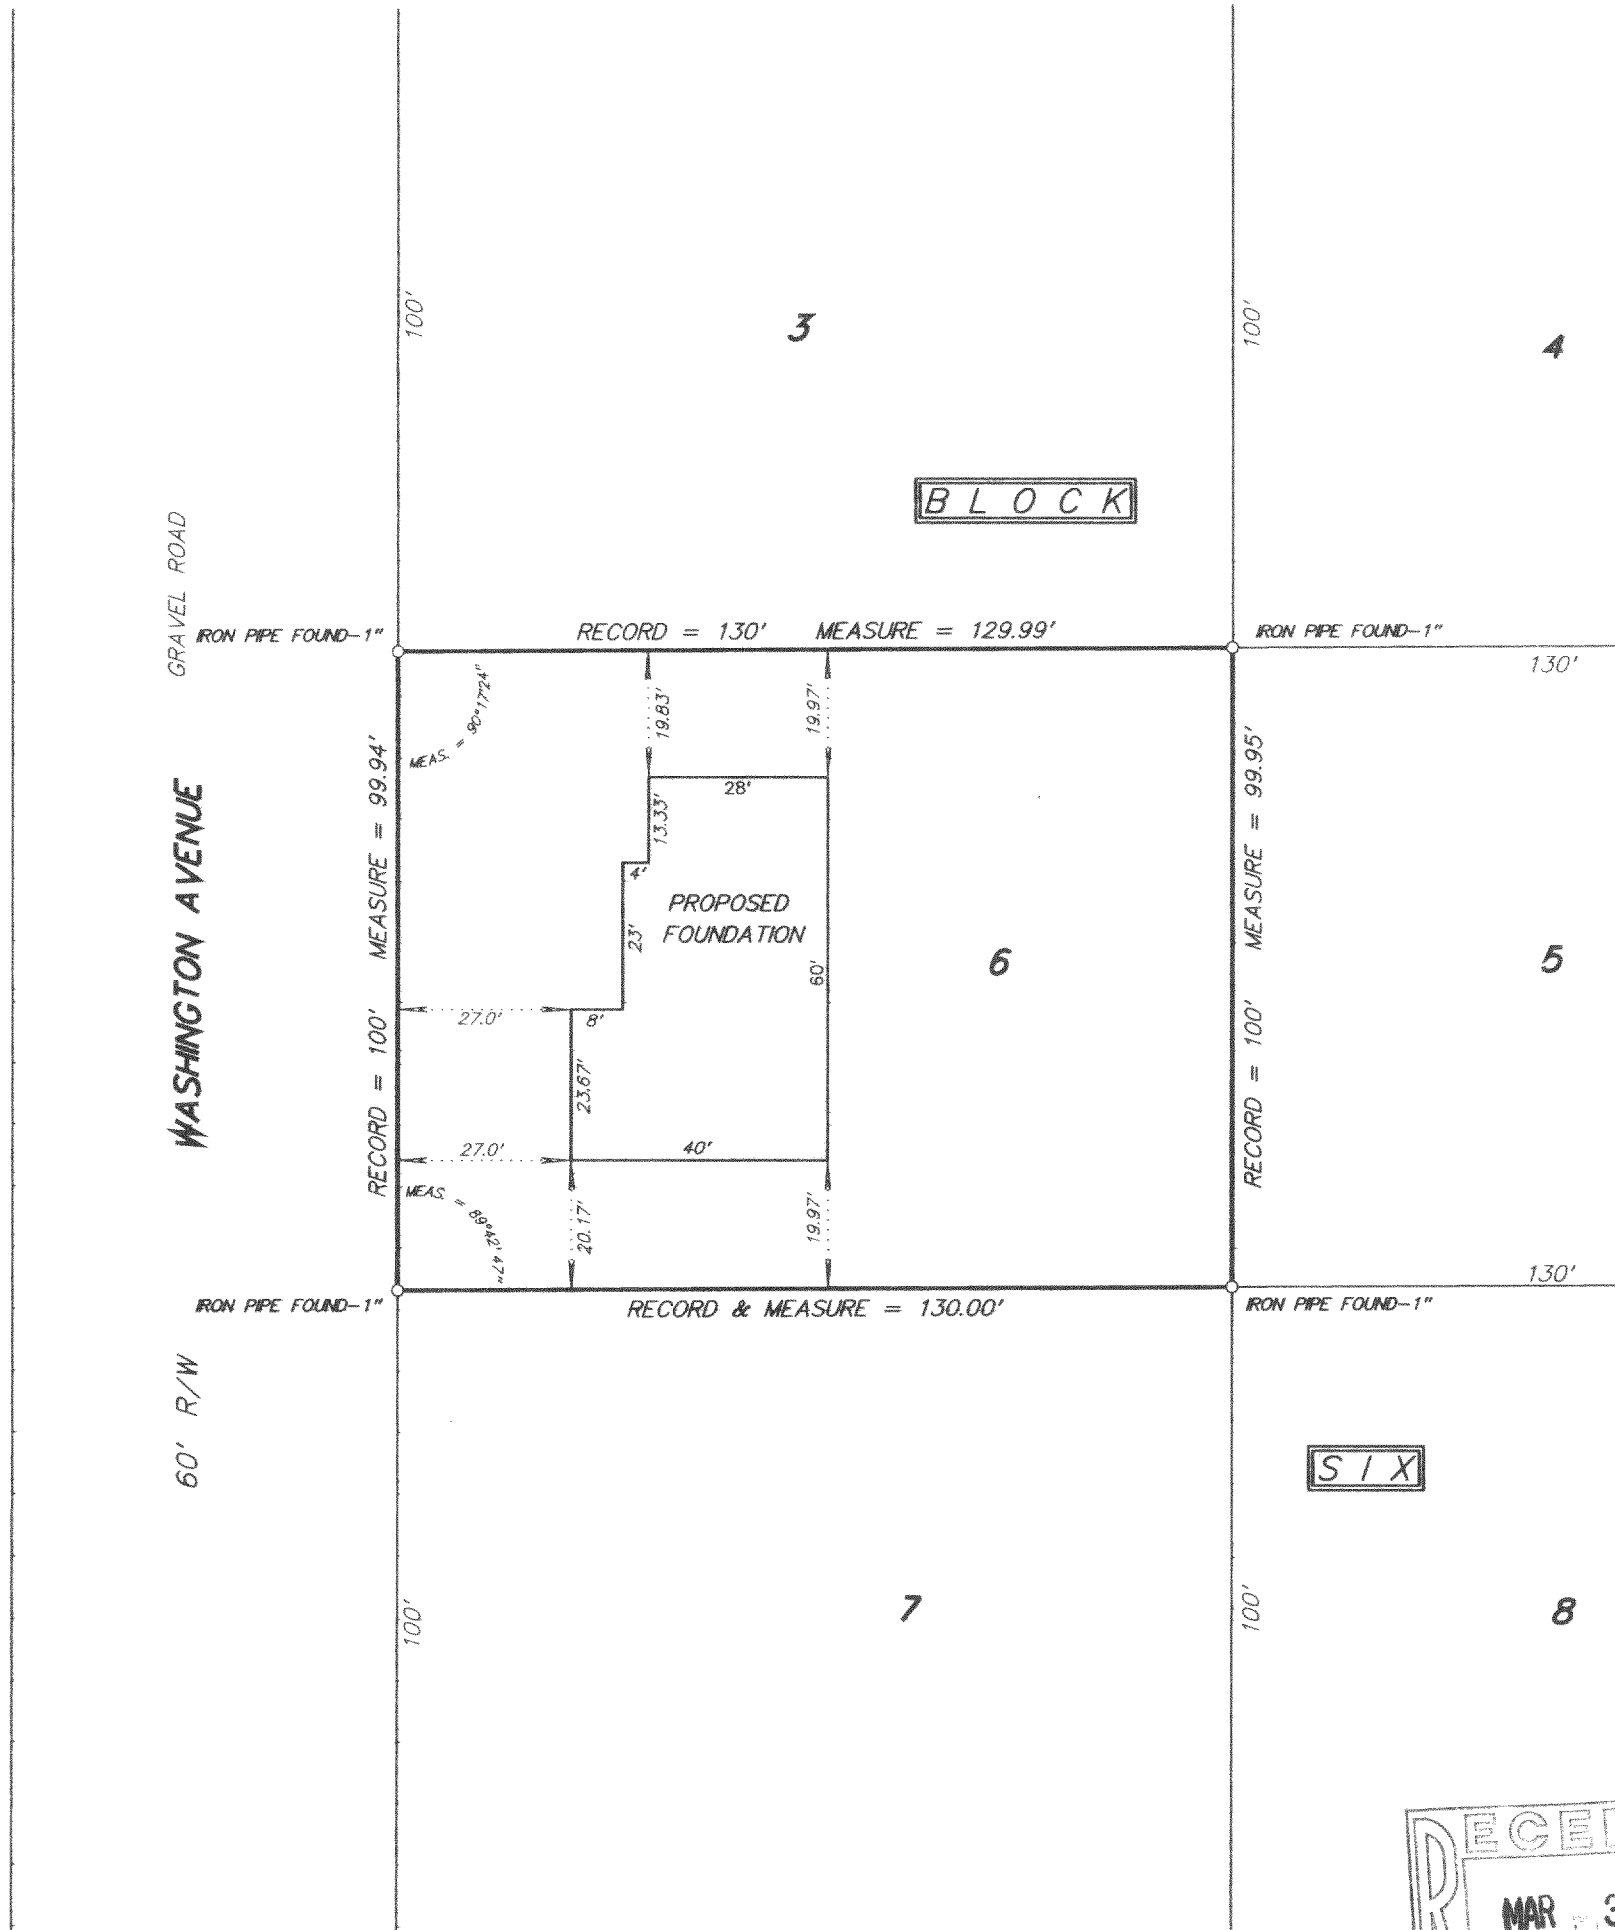 100'
3
100'
4
BLOCK
GRAVEL ROAD
IRON PIPE FOUND-1"
RECORD = 130' MEASURE = 129.99'
IRON PIPE FOUND-1"
130'
MEAS. = 90°17'24"
19.83'
19.97'
28'
13.33'
4'
PROPOSED
FOUNDATION
23'
60'
6
5
WASHINGTON AVENUE
RECORD = 100' MEASURE = 99.94'
RECORD = 100' MEASURE = 99.95'
27.0'
8'
23.67'
27.0'
40'
MEAS. = 89°42'47"
20.17'
19.97'
130'
IRON PIPE FOUND-1"
RECORD & MEASURE = 130.00'
IRON PIPE FOUND-1"
60' R/W
SIX
100'
7
100'
8
RECEI
MAR 3